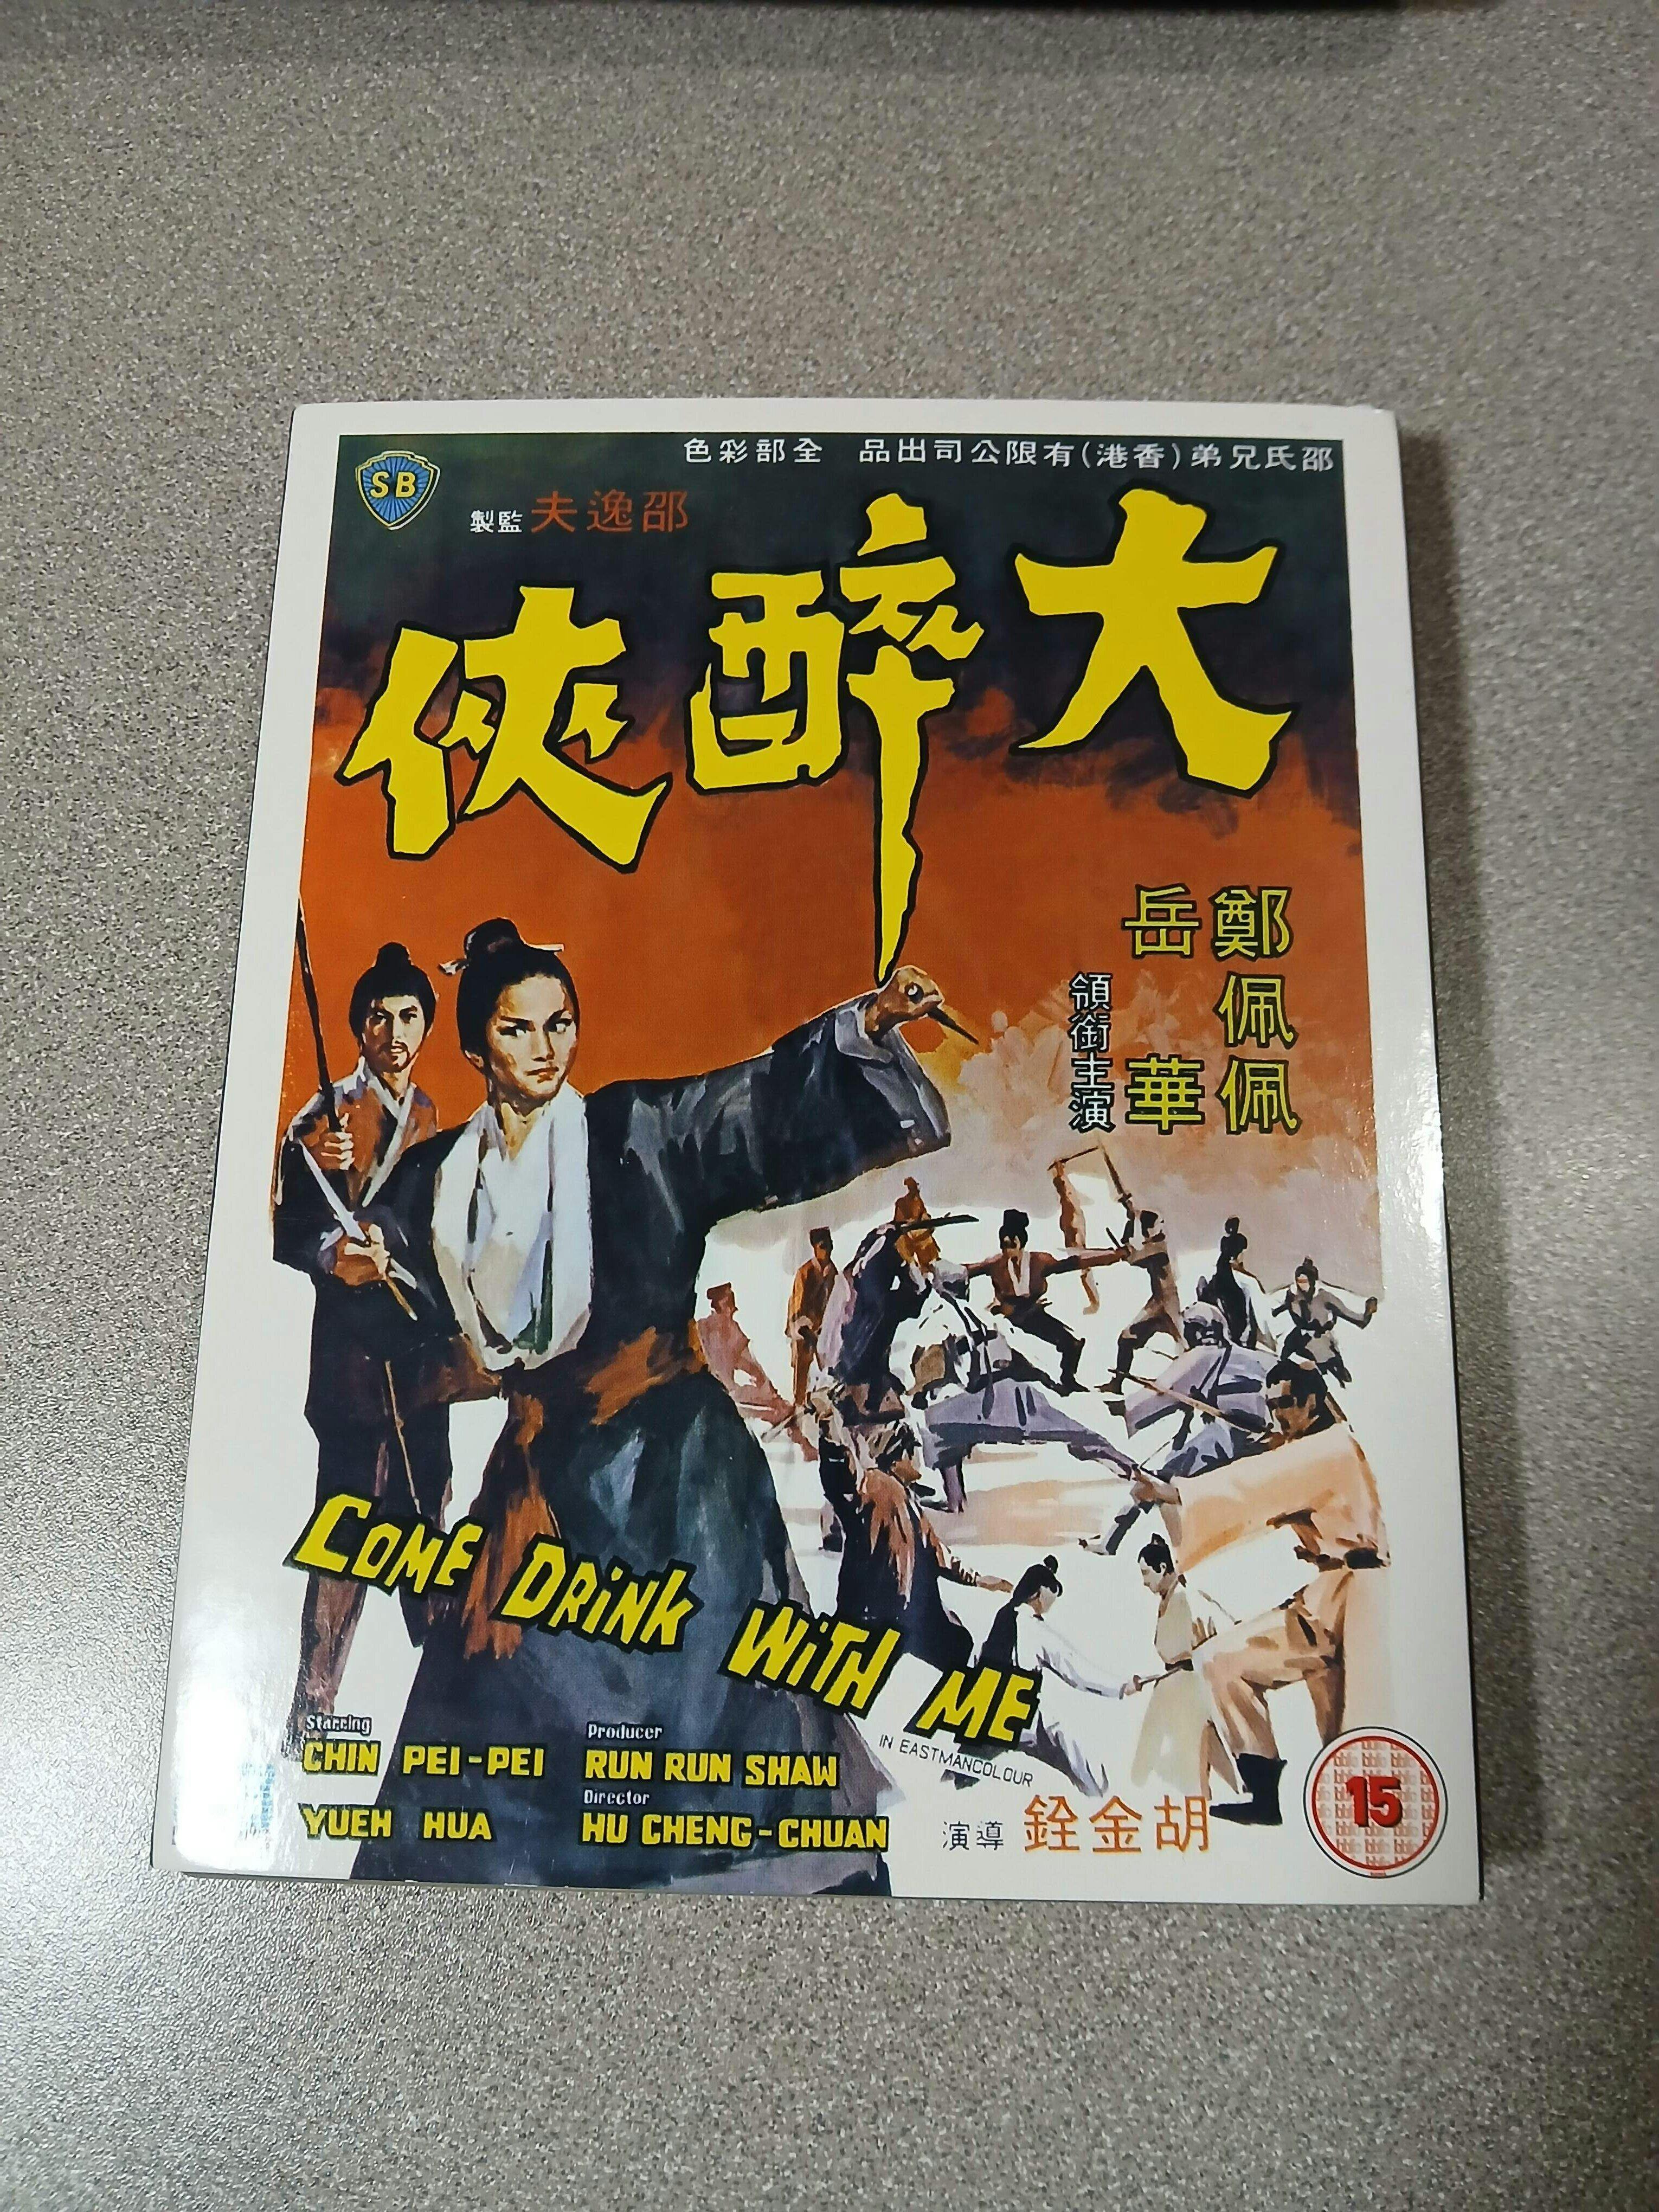 邵氏兄弟(香港)有限公司出品 全部彩色
SB
邵逸夫 監製
大醉俠
鄭佩佩
岳華
領銜主演
COME DRINK WITH ME
IN EASTMANCOLOUR
Starring
CHIN PEI-PEI
YUEH HUA
Producer
RUN RUN SHAW
Director
HU CHENG-CHUAN
胡金銓 導演
15